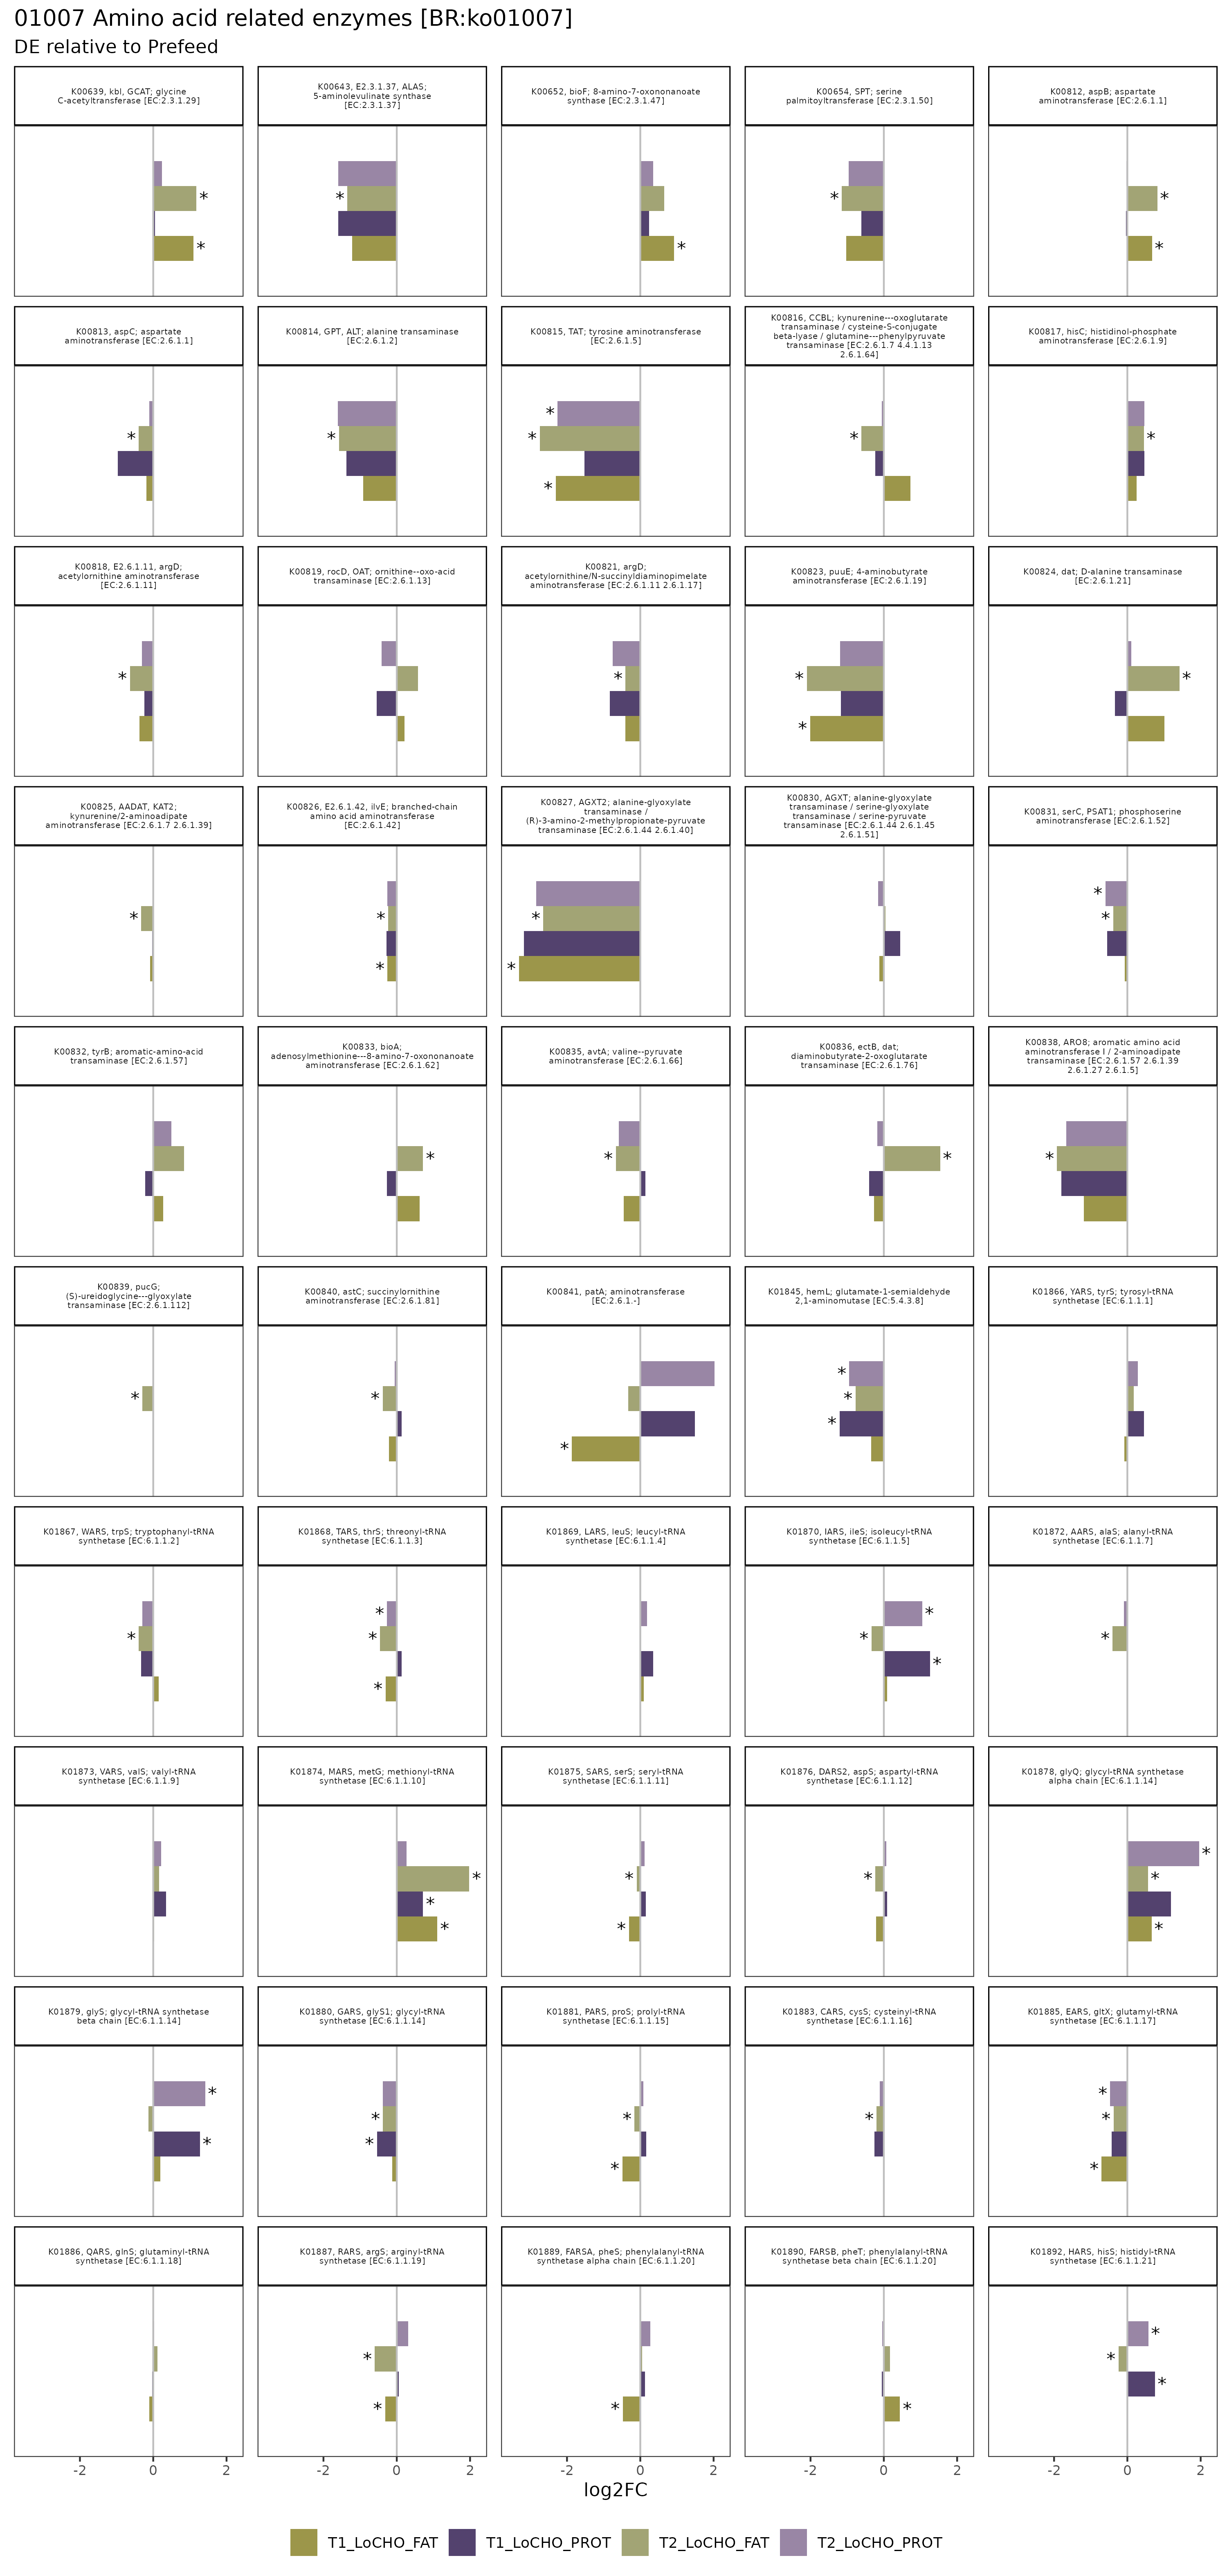 01007 Amino acid related enzymes [BR:ko01007]
DE relative to Prefeed
K00639, kbl, GCAT; glycine
C-acetyltransferase [EC:2.3.1.29]
K00643, E2.3.1.37, ALAS;
5-aminolevulinate synthase
[EC:2.3.1.37]
K00652, bioF; 8-amino-7-oxononanoate
synthase [EC:2.3.1.47]
K00654, SPT; serine
palmitoyltransferase [EC:2.3.1.50]
K00812, aspB; aspartate
aminotransferase [EC:2.6.1.1]
* * * * * * *
K00813, aspC; aspartate
aminotransferase [EC:2.6.1.1]
K00814, GPT, ALT; alanine transaminase
[EC:2.6.1.2]
K00815, TAT; tyrosine aminotransferase
[EC:2.6.1.5]
K00816, CCBL; kynurenine---oxoglutarate
transaminase / cysteine-S-conjugate
beta-lyase / glutamine---phenylpyruvate
transaminase [EC:2.6.1.7 4.4.1.13
2.6.1.64]
K00817, hisC; histidinol-phosphate
aminotransferase [EC:2.6.1.9]
* * * * * * *
K00818, E2.6.1.11, argD;
acetylornithine aminotransferase
[EC:2.6.1.11]
K00819, rocD, OAT; ornithine--oxo-acid
transaminase [EC:2.6.1.13]
K00821, argD;
acetylornithine/N-succinyldiaminopimelate
aminotransferase [EC:2.6.1.11 2.6.1.17]
K00823, puuE; 4-aminobutyrate
aminotransferase [EC:2.6.1.19]
K00824, dat; D-alanine transaminase
[EC:2.6.1.21]
* * * * *
K00825, AADAT, KAT2;
kynurenine/2-aminoadipate
aminotransferase [EC:2.6.1.7 2.6.1.39]
K00826, E2.6.1.42, ilvE; branched-chain
amino acid aminotransferase
[EC:2.6.1.42]
K00827, AGXT2; alanine-glyoxylate
transaminase /
(R)-3-amino-2-methylpropionate-pyruvate
transaminase [EC:2.6.1.44 2.6.1.40]
K00830, AGXT; alanine-glyoxylate
transaminase / serine-glyoxylate
transaminase / serine-pyruvate
transaminase [EC:2.6.1.44 2.6.1.45
2.6.1.51]
K00831, serC, PSAT1; phosphoserine
aminotransferase [EC:2.6.1.52]
* * * * * * *
K00832, tyrB; aromatic-amino-acid
transaminase [EC:2.6.1.57]
K00833, bioA;
adenosylmethionine---8-amino-7-oxononanoate
aminotransferase [EC:2.6.1.62]
K00835, avtA; valine--pyruvate
aminotransferase [EC:2.6.1.66]
K00836, ectB, dat;
diaminobutyrate-2-oxoglutarate
transaminase [EC:2.6.1.76]
K00838, ARO8; aromatic amino acid
aminotransferase I / 2-aminoadipate
transaminase [EC:2.6.1.57 2.6.1.39
2.6.1.27 2.6.1.5]
* * * *
K00839, pucG;
(S)-ureidoglycine---glyoxylate
transaminase [EC:2.6.1.112]
K00840, astC; succinylornithine
aminotransferase [EC:2.6.1.81]
K00841, patA; aminotransferase
[EC:2.6.1.-]
K01845, hemL; glutamate-1-semialdehyde
2,1-aminomutase [EC:5.4.3.8]
K01866, YARS, tyrS; tyrosyl-tRNA
synthetase [EC:6.1.1.1]
* * * * * *
K01867, WARS, trpS; tryptophanyl-tRNA
synthetase [EC:6.1.1.2]
K01868, TARS, thrS; threonyl-tRNA
synthetase [EC:6.1.1.3]
K01869, LARS, leuS; leucyl-tRNA
synthetase [EC:6.1.1.4]
K01870, IARS, ileS; isoleucyl-tRNA
synthetase [EC:6.1.1.5]
K01872, AARS, alaS; alanyl-tRNA
synthetase [EC:6.1.1.7]
* * * * * * * *
K01873, VARS, valS; valyl-tRNA
synthetase [EC:6.1.1.9]
K01874, MARS, metG; methionyl-tRNA
synthetase [EC:6.1.1.10]
K01875, SARS, serS; seryl-tRNA
synthetase [EC:6.1.1.11]
K01876, DARS2, aspS; aspartyl-tRNA
synthetase [EC:6.1.1.12]
K01878, glyQ; glycyl-tRNA synthetase
alpha chain [EC:6.1.1.14]
* * * * * * * * *
K01879, glyS; glycyl-tRNA synthetase
beta chain [EC:6.1.1.14]
K01880, GARS, glyS1; glycyl-tRNA
synthetase [EC:6.1.1.14]
K01881, PARS, proS; prolyl-tRNA
synthetase [EC:6.1.1.15]
K01883, CARS, cysS; cysteinyl-tRNA
synthetase [EC:6.1.1.16]
K01885, EARS, gltX; glutamyl-tRNA
synthetase [EC:6.1.1.17]
* * * * * * * * * *
K01886, QARS, glnS; glutaminyl-tRNA
synthetase [EC:6.1.1.18]
K01887, RARS, argS; arginyl-tRNA
synthetase [EC:6.1.1.19]
K01889, FARSA, pheS; phenylalanyl-tRNA
synthetase alpha chain [EC:6.1.1.20]
K01890, FARSB, pheT; phenylalanyl-tRNA
synthetase beta chain [EC:6.1.1.20]
K01892, HARS, hisS; histidyl-tRNA
synthetase [EC:6.1.1.21]
* * * * * * *
-2 0 2 -2 0 2 -2 0 2 -2 0 2 -2 0 2
log2FC
T1_LoCHO_FAT T1_LoCHO_PROT T2_LoCHO_FAT T2_LoCHO_PROT